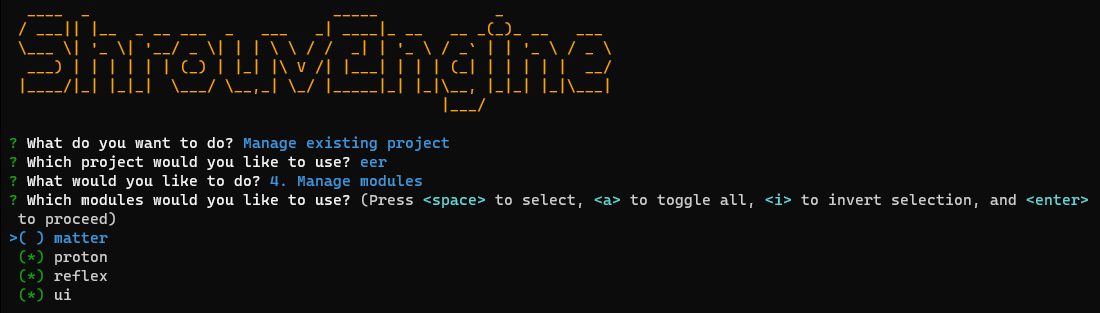 ShrouvEngine
? What do you want to do? Manage existing project
? Which project would you like to use? eer
? What would you like to do? 4. Manage modules
? Which modules would you like to use? (Press <space> to select, <a> to toggle all, <i> to invert selection, and <enter>
to proceed)
>( ) matter
(*) proton
(*) reflex
(*) ui